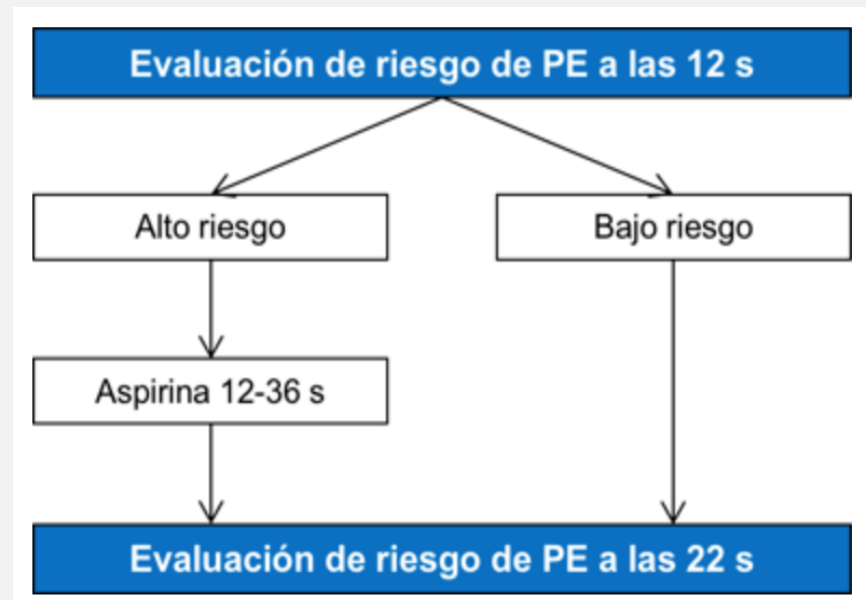 Evaluación de riesgo de PE a las 12 s
Alto riesgo
Bajo riesgo
Aspirina 12-36 s
Evaluación de riesgo de PE a las 22 s